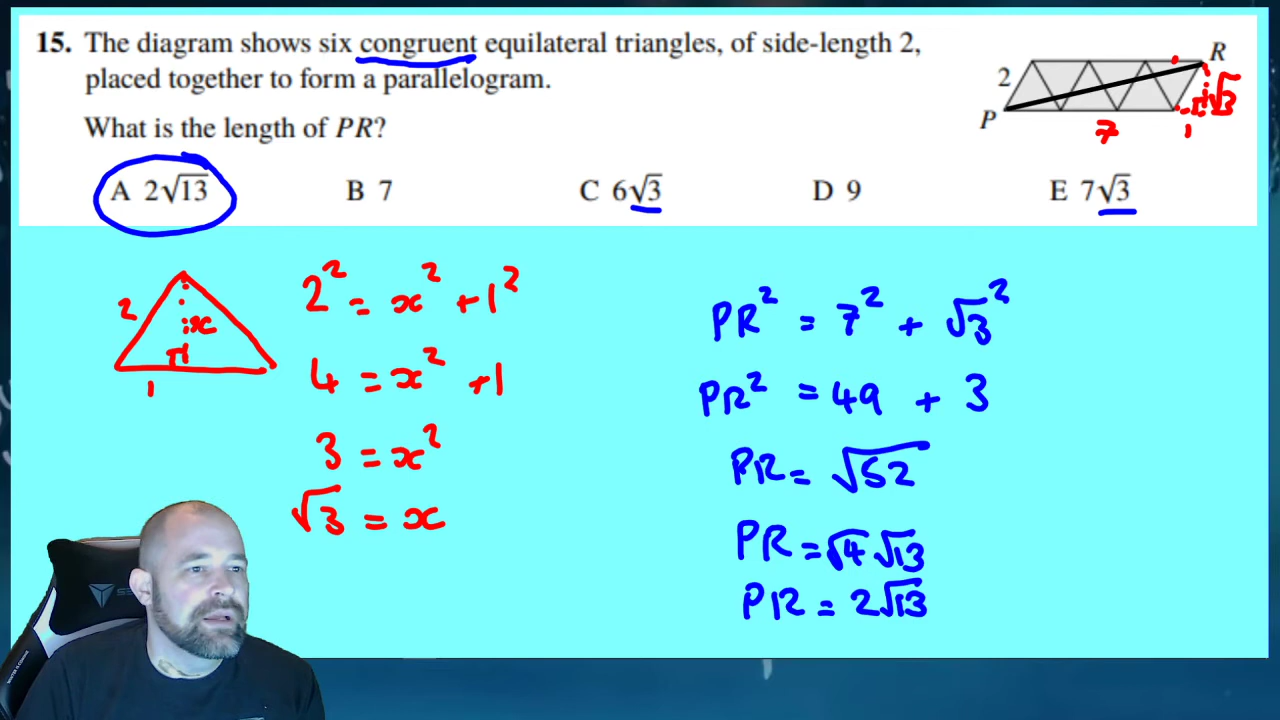 15. The diagram shows six congruent equilateral triangles, of side-length 2,
placed together to form a parallelogram.
What is the length of PR?
A 2√13 B 7 C 6√3 D 9 E 7√3
R
2
√3
P
7
1
2
x
1
2² = x² + 1²
4 = x² + 1
3 = x²
√3 = x
PR² = 7² + √3²
PR² = 49 + 3
PR = √52
PR = √4 √13
PR = 2√13